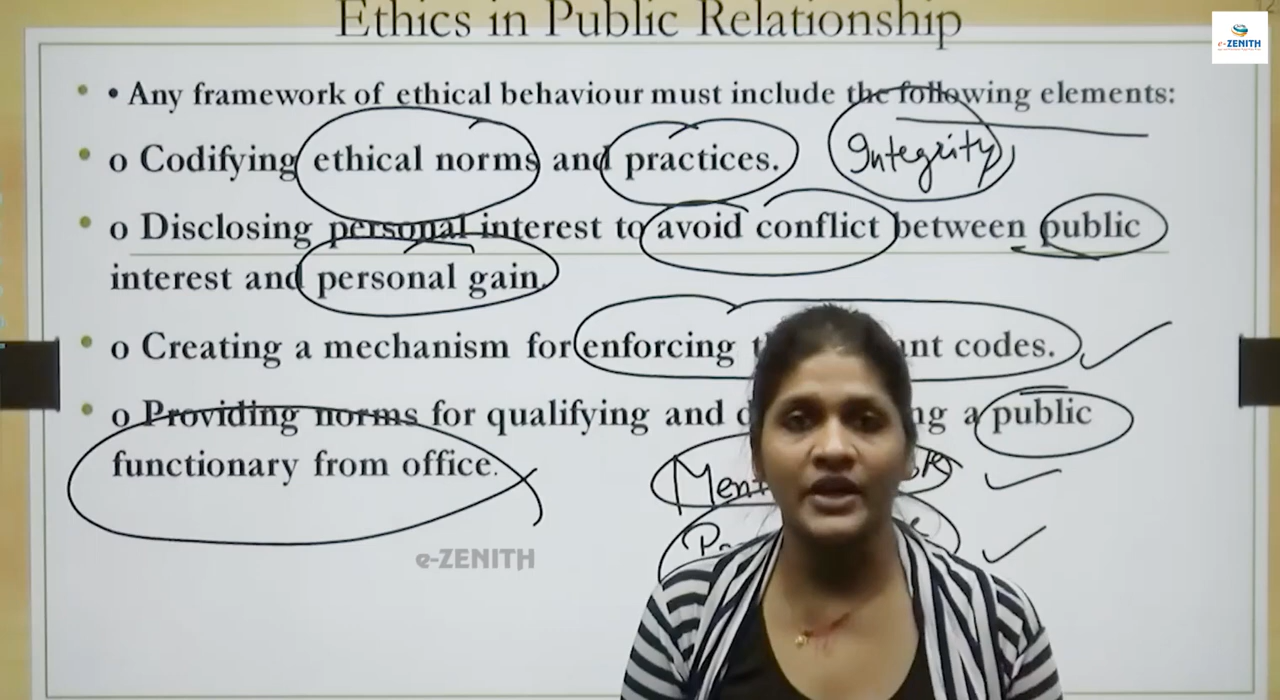 Ethics in Public Relationship
e-ZENITH
• • Any framework of ethical behaviour must include the following elements:
• o Codifying ethical norms and practices. Integrity,
• o Disclosing personal interest to avoid conflict between public
interest and personal gain.
• o Creating a mechanism for enforcing codes.
• o Providing norms for qualifying and a public
functionary from office.
e-ZENITH